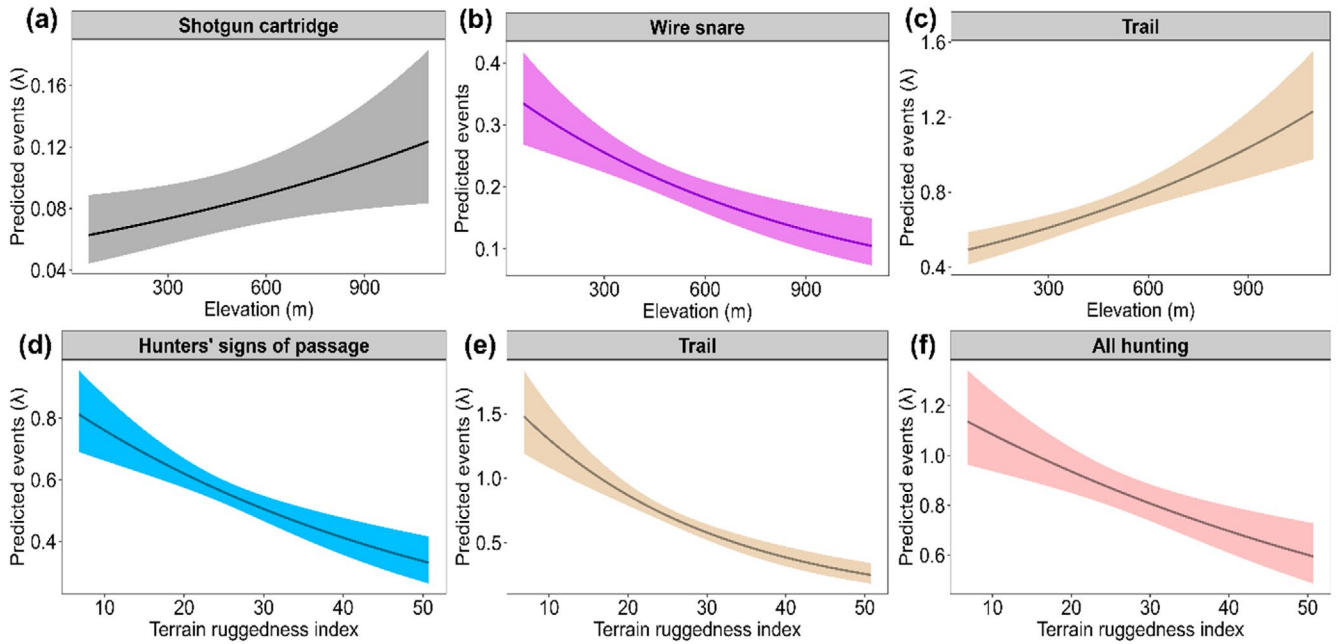 (a) Shotgun cartridge
Predicted events (λ)
0.16
0.12
0.08
0.04
300 600 900
Elevation (m)
(b) Wire snare
Predicted events
0.4
0.3
0.2
0.1
300 600 900
Elevation (m)
(c) Trail
Predicted events (λ)
1.6
1.2
0.8
0.4
300 600 900
Elevation (m)
(d) Hunters' signs of passage
Predicted events (λ)
0.8
0.6
0.4
10 20 30 40 50
Terrain ruggedness index
(e) Trail
Predicted events (λ)
1.5
1.0
0.5
10 20 30 40 50
Terrain ruggedness index
(f) All hunting
Predicted events (λ)
1.2
1.0
0.8
0.6
10 20 30 40 50
Terrain ruggedness index